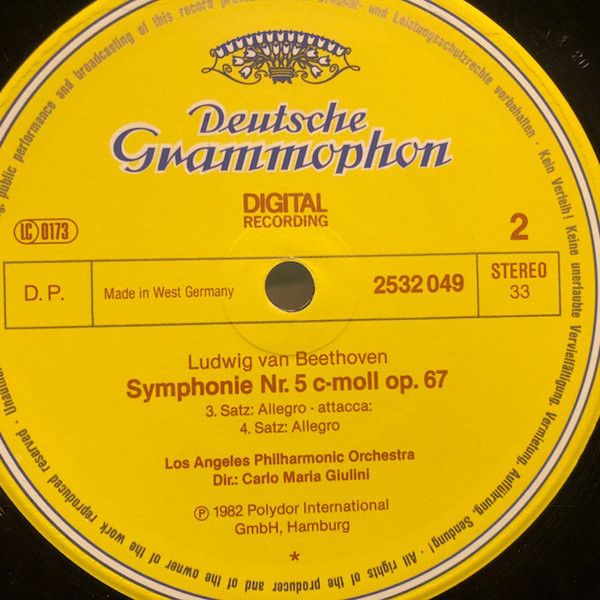 Deutsche
Grammophon
DIGITAL
RECORDING
LC 0173
2
D. P.
Made in West Germany
2532 049
STEREO
33
Ludwig van Beethoven
Symphonie Nr. 5 c-moll op. 67
3. Satz: Allegro - attacca:
4. Satz: Allegro
Los Angeles Philharmonic Orchestra
Dir.: Carlo Maria Giulini
℗ 1982 Polydor International
GmbH, Hamburg
*
und Leistungsschutzrechte vorbehalten · Kein Verleih! Keine unerlaubte Vervielfältigung, Vermietung, Aufführung, Sendung! · All rights of the producer and of the owner of the work reproduced reserved · public performance and broadcasting of this record